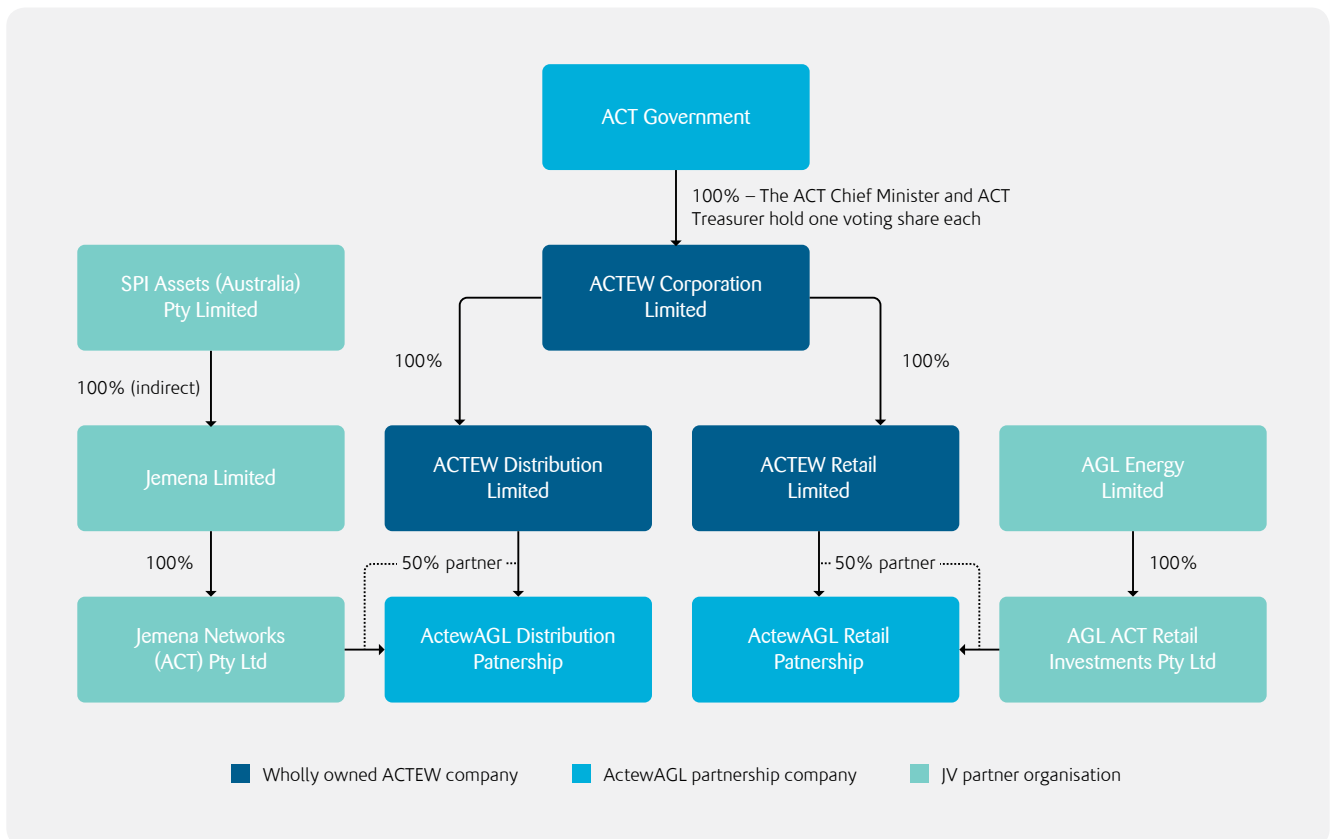 ACT Government
100% – The ACT Chief Minister and ACT
Treasurer hold one voting share each
SPI Assets (Australia)
Pty Limited
ACTEW Corporation
Limited
100% (indirect)
100%
100%
Jemena Limited
ACTEW Distribution
Limited
ACTEW Retail
Limited
AGL Energy
Limited
100%
50% partner
50% partner
100%
Jemena Networks
(ACT) Pty Ltd
ActewAGL Distribution
Patnership
ActewAGL Retail
Patnership
AGL ACT Retail
Investments Pty Ltd
Wholly owned ACTEW company
ActewAGL partnership company
JV partner organisation